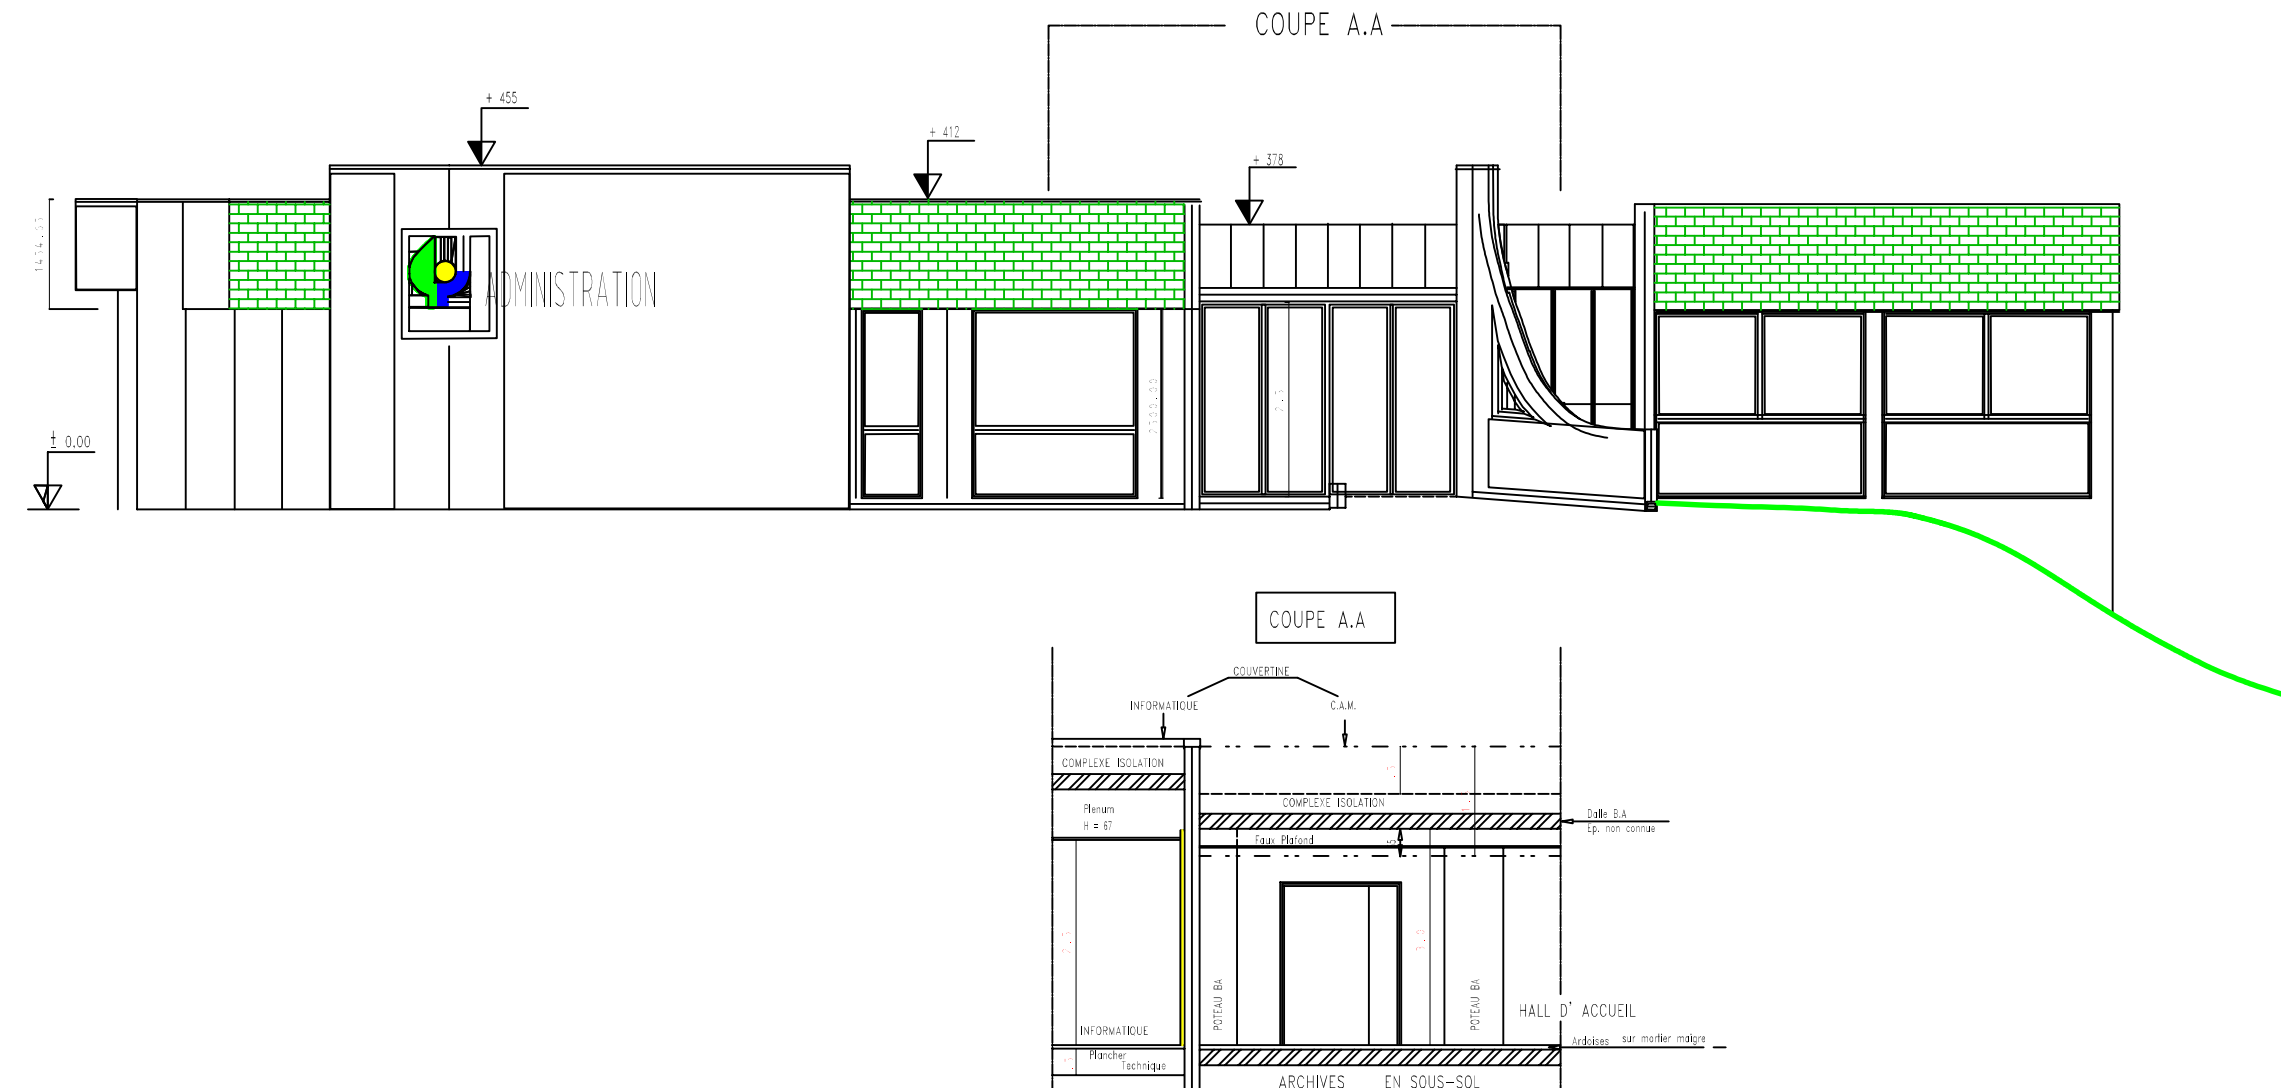 COUPE A.A
+ 455
+ 412
+ 378
ADMINISTRATION
± 0.00
2.5
COUPE A.A
COUVERTINE
INFORMATIQUE
C.A.M.
COMPLEXE ISOLATION
COMPLEXE ISOLATION
Plenum
H = 67
Dalle B.A
Ep. non connue
Faux Plafond
POTEAU BA
POTEAU BA
HALL D' ACCUEIL
INFORMATIQUE
Ardoises sur mortier maigre
Plancher
Technique
ARCHIVES EN SOUS-SOL